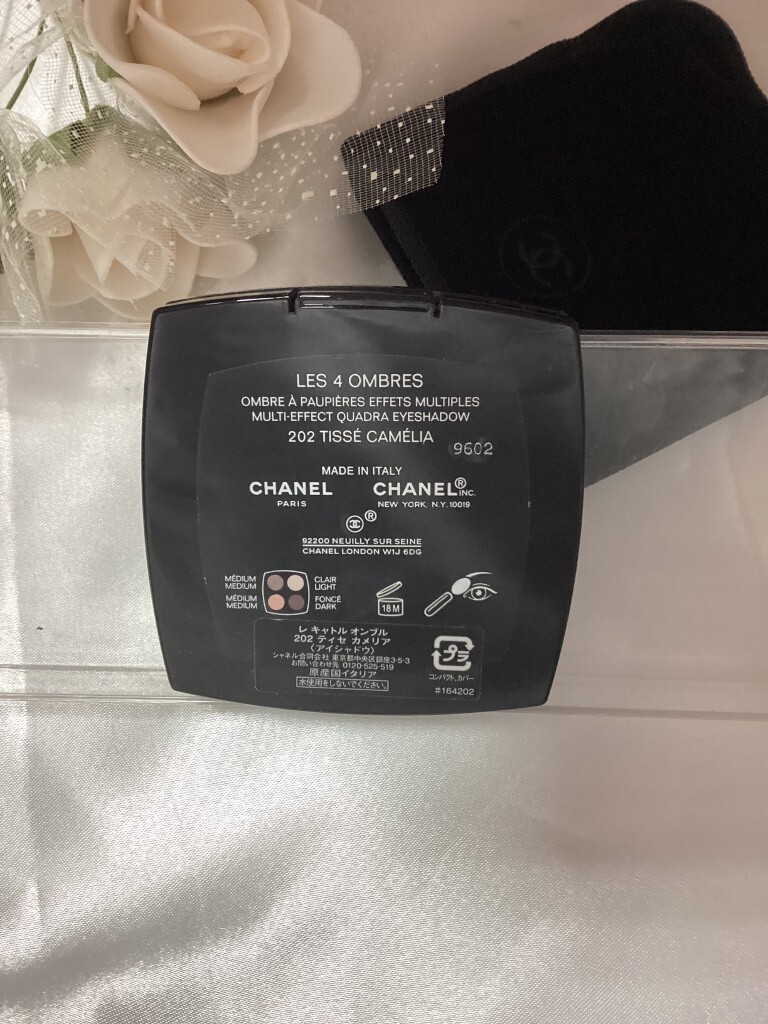 LES 4 OMBRES
OMBRE À PAUPIÈRES EFFETS MULTIPLES
MULTI-EFFECT QUADRA EYESHADOW
202 TISSÉ CAMÉLIA
9602
MADE IN ITALY
CHANEL CHANEL® INC.
PARIS NEW YORK, N.Y. 10019
®
92200 NEUILLY SUR SEINE
CHANEL LONDON W1J 6DG
MÉDIUM CLAIR
MEDIUM LIGHT
MÉDIUM FONCÉ
MEDIUM DARK
18 M
レ キャトル オンブル
202 ティセ カメリア
〈アイシャドウ〉
シャネル合同会社 東京都中央区銀座3-5-3
お問い合わせ先 0120-525-519
原産国イタリア
水使用をしないでください。
プラ
コンパクト,カバー
#164202